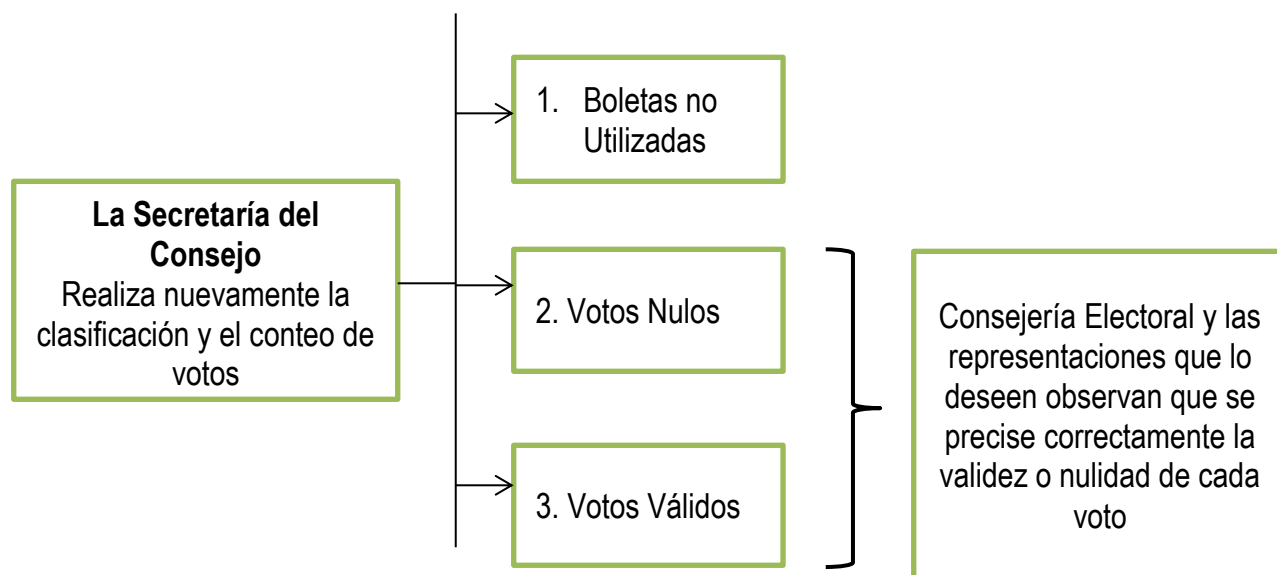 La Secretaría del
Consejo
Realiza nuevamente la
clasificación y el conteo de
votos
1. Boletas no
Utilizadas
2. Votos Nulos
3. Votos Válidos
Consejería Electoral y las
representaciones que lo
deseen observan que se
precise correctamente la
validez o nulidad de cada
voto